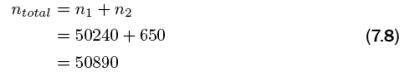 n_total = n_1 + n_2
= 50240 + 650 (7.8)
= 50890